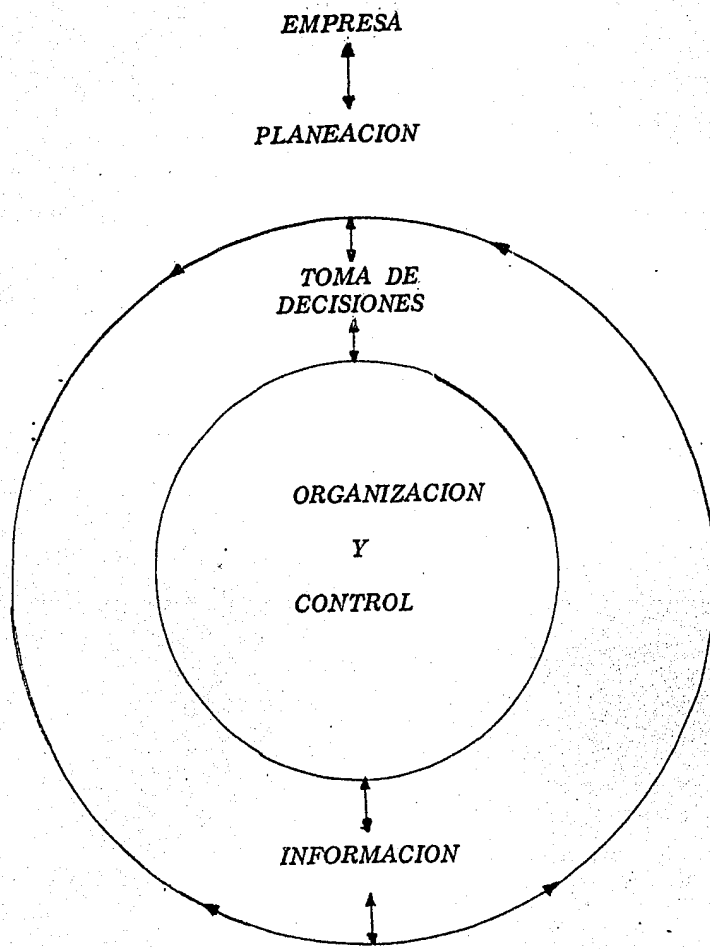 EMPRESA
PLANEACION
TOMA DE
DECISIONES
ORGANIZACION
Y
CONTROL
INFORMACION